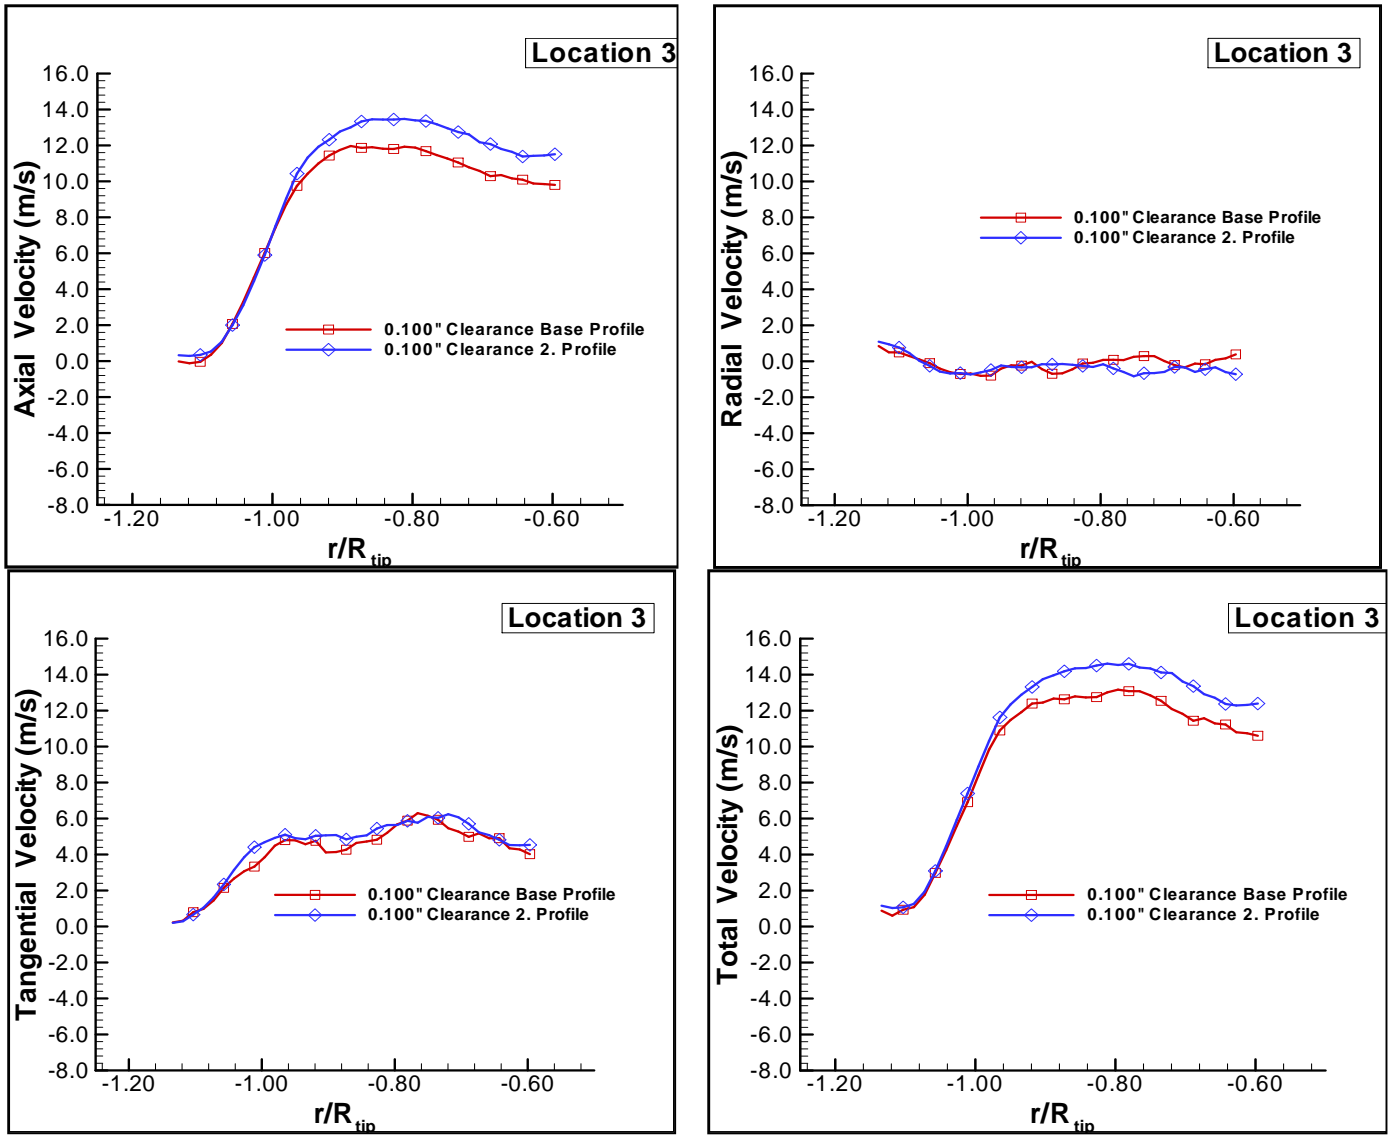 Location 3
16.0
14.0
12.0
10.0
8.0
6.0
4.0
2.0
0.0
-2.0
-4.0
-6.0
-8.0
Axial Velocity (m/s)
0.100" Clearance Base Profile
0.100" Clearance 2. Profile
-1.20 -1.00 -0.80 -0.60
r/R tip
Location 3
16.0
14.0
12.0
10.0
8.0
6.0
4.0
2.0
0.0
-2.0
-4.0
-6.0
-8.0
Radial Velocity (m/s)
0.100" Clearance Base Profile
0.100" Clearance 2. Profile
-1.20 -1.00 -0.80 -0.60
r/R tip
Location 3
16.0
14.0
12.0
10.0
8.0
6.0
4.0
2.0
0.0
-2.0
-4.0
-6.0
-8.0
Tangential Velocity (m/s)
0.100" Clearance Base Profile
0.100" Clearance 2. Profile
-1.20 -1.00 -0.80 -0.60
r/R tip
Location 3
16.0
14.0
12.0
10.0
8.0
6.0
4.0
2.0
0.0
-2.0
-4.0
-6.0
-8.0
Total Velocity (m/s)
0.100" Clearance Base Profile
0.100" Clearance 2. Profile
-1.20 -1.00 -0.80 -0.60
r/R tip